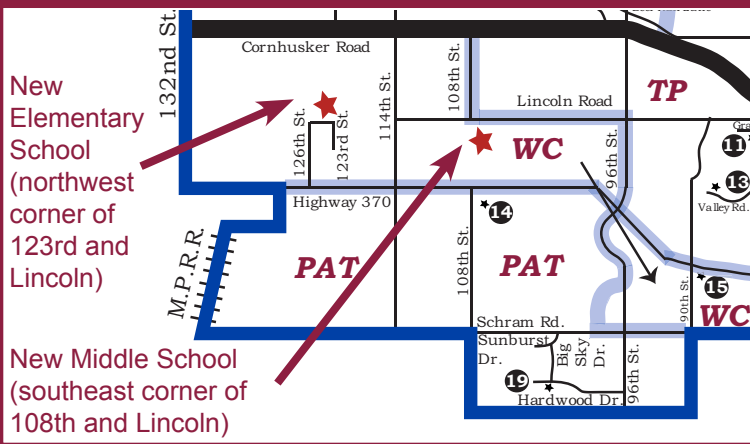 Cornhusker Road
132nd St.
New
Elementary
School
(northwest
corner of
123rd and
Lincoln)
126th St.
123rd St.
114th St.
108th St.
Lincoln Road
TP
WC
96th St.
11
13
Valley Rd.
Highway 370
14
M.P.R.R.
PAT
108th St.
PAT
15
90th St.
WC
Schram Rd.
Sunburst
Dr.
Big
Sky
Dr.
96th St.
19
Hardwood Dr.
New Middle School
(southeast corner of
108th and Lincoln)